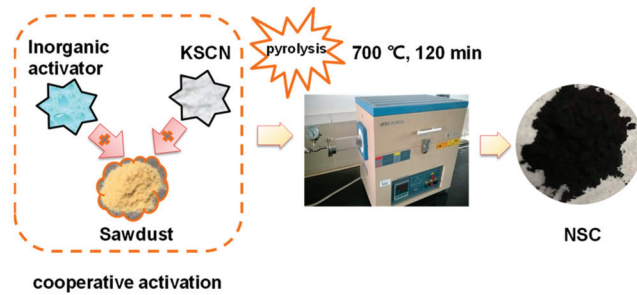 Inorganic
activator
KSCN
Sawdust
cooperative activation
pyrolysis
700 ℃, 120 min
NSC